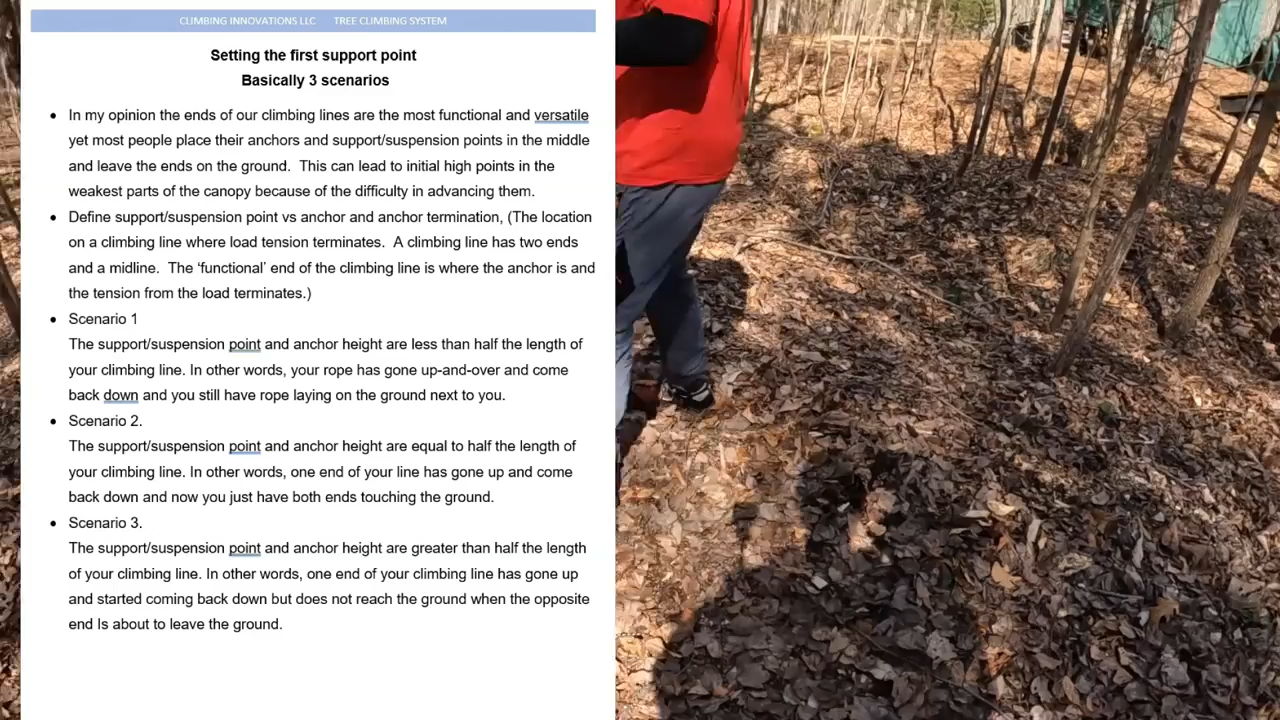 CLIMBING INNOVATIONS LLC TREE CLIMBING SYSTEM
Setting the first support point
Basically 3 scenarios
• In my opinion the ends of our climbing lines are the most functional and versatile
yet most people place their anchors and support/suspension points in the middle
and leave the ends on the ground. This can lead to initial high points in the
weakest parts of the canopy because of the difficulty in advancing them.
• Define support/suspension point vs anchor and anchor termination, (The location
on a climbing line where load tension terminates. A climbing line has two ends
and a midline. The ‘functional’ end of the climbing line is where the anchor is and
the tension from the load terminates.)
• Scenario 1
The support/suspension point and anchor height are less than half the length of
your climbing line. In other words, your rope has gone up-and-over and come
back down and you still have rope laying on the ground next to you.
• Scenario 2.
The support/suspension point and anchor height are equal to half the length of
your climbing line. In other words, one end of your line has gone up and come
back down and now you just have both ends touching the ground.
• Scenario 3.
The support/suspension point and anchor height are greater than half the length
of your climbing line. In other words, one end of your climbing line has gone up
and started coming back down but does not reach the ground when the opposite
end Is about to leave the ground.